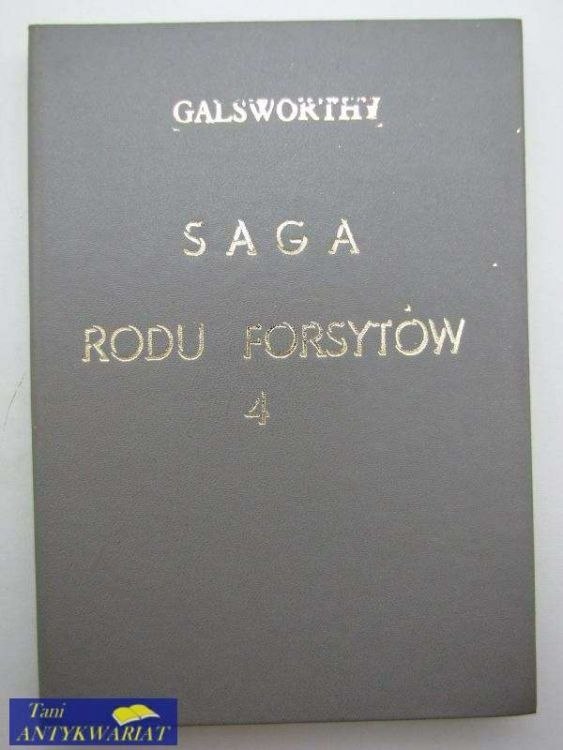 GALSWORTHY
SAGA
RODU FORSYTÓW
4
Tani
ANTYKWARIAT